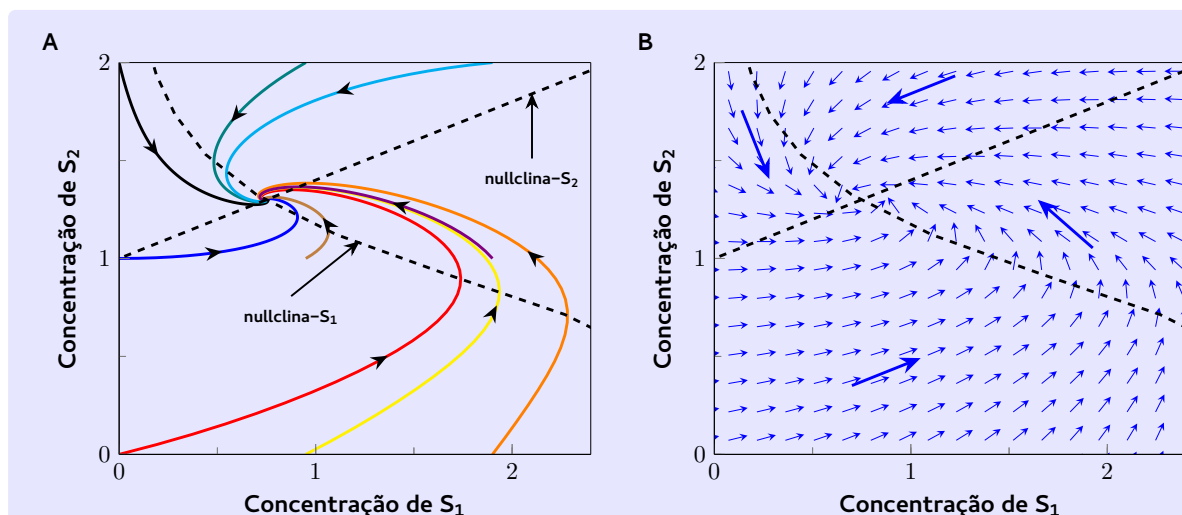 A
2
1
0
0
1
2
Concentração de S₂
Concentração de S₁
nullclina-S₂
nullclina-S₁
B
2
1
0
0
1
2
Concentração de S₂
Concentração de S₁